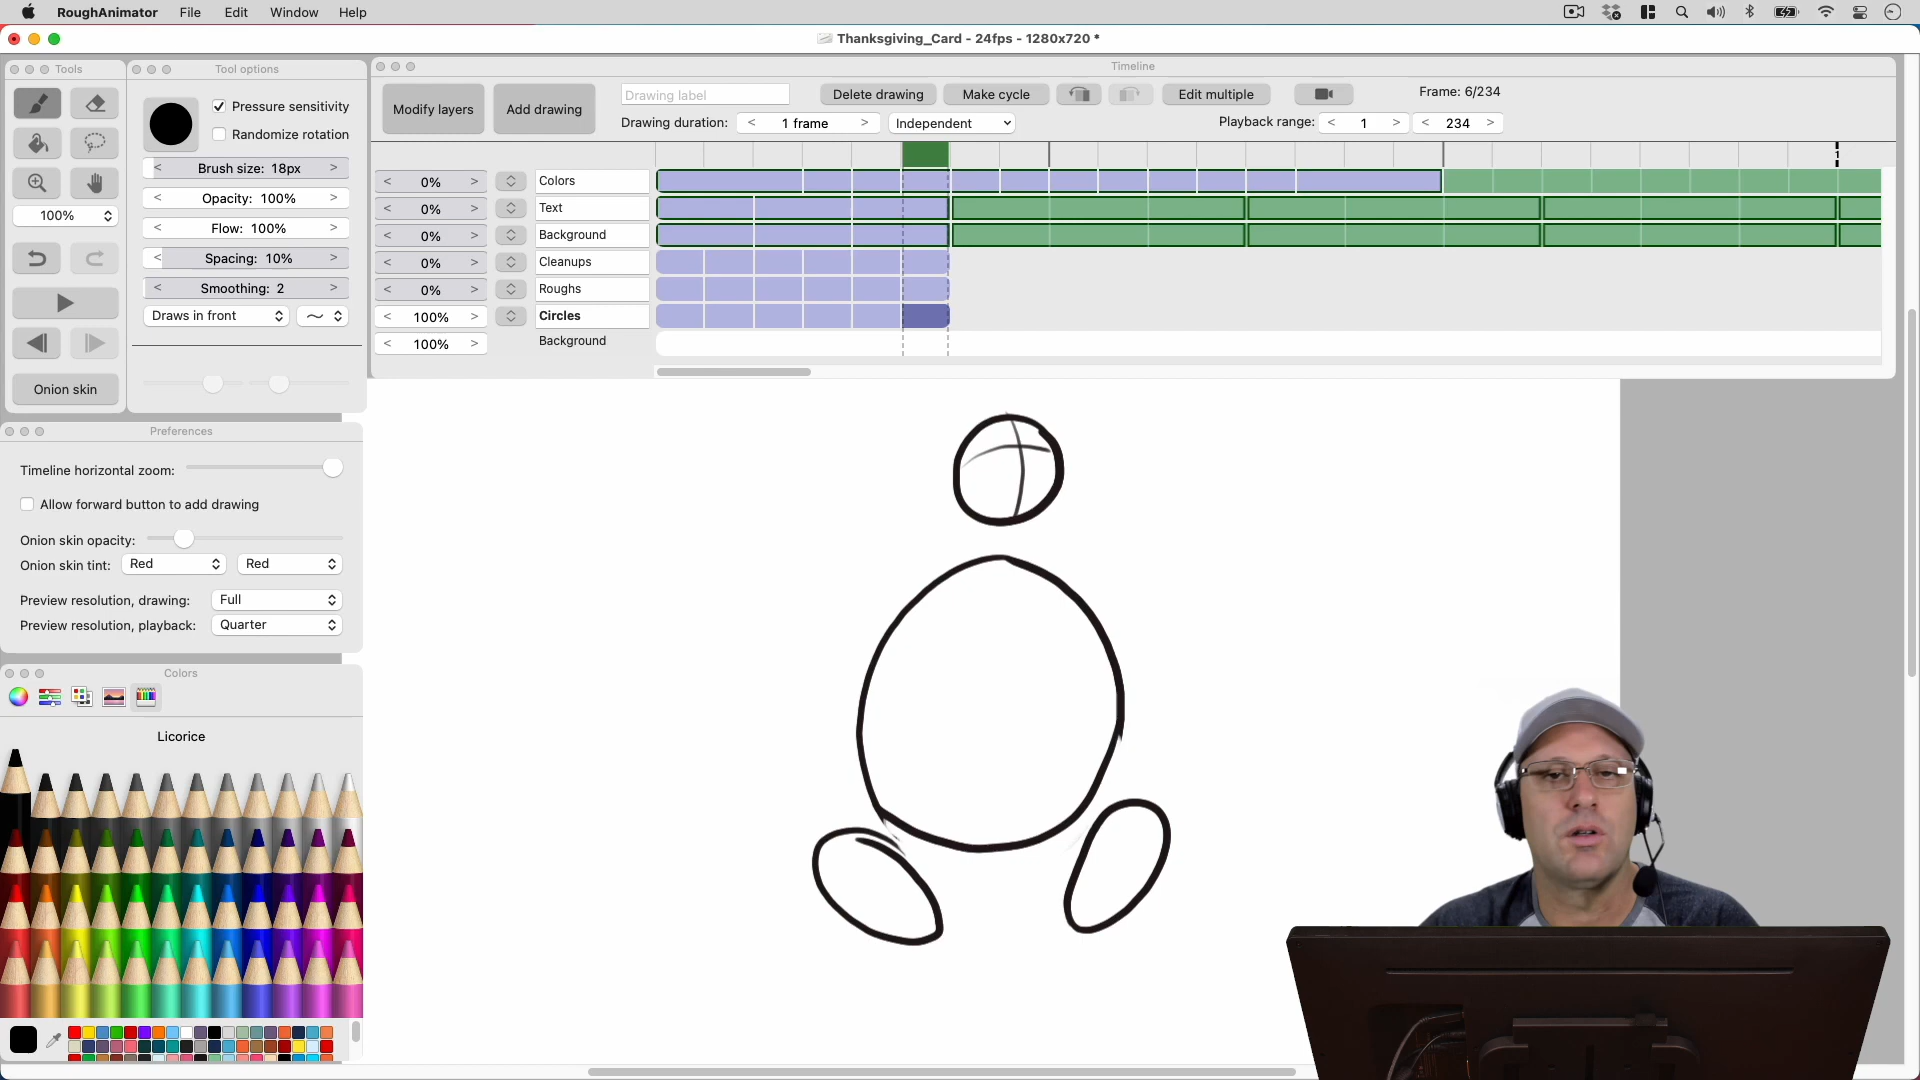 RoughAnimator File Edit Window Help
Thanksgiving_Card - 24fps - 1280x720 *
Tools
Tool options
Timeline
Pressure sensitivity
Randomize rotation
Brush size: 18px
Opacity: 100%
Flow: 100%
Spacing: 10%
Smoothing: 2
Draws in front
100%
Onion skin
Modify layers
Add drawing
Drawing label
Delete drawing
Make cycle
Edit multiple
Frame: 6/234
Drawing duration:
< 1 frame >
Independent
Playback range:
< 1 >
< 234 >
1
< 0% > Colors
< 0% > Text
< 0% > Background
< 0% > Cleanups
< 0% > Roughs
< 100% > Circles
< 100% > Background
Preferences
Timeline horizontal zoom:
Allow forward button to add drawing
Onion skin opacity:
Onion skin tint: Red Red
Preview resolution, drawing: Full
Preview resolution, playback: Quarter
Colors
Licorice